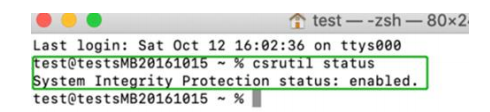 test — -zsh — 80×2
Last login: Sat Oct 12 16:02:36 on ttys000
test@testsMB20161015 ~ % csrutil status
System Integrity Protection status: enabled.
test@testsMB20161015 ~ %